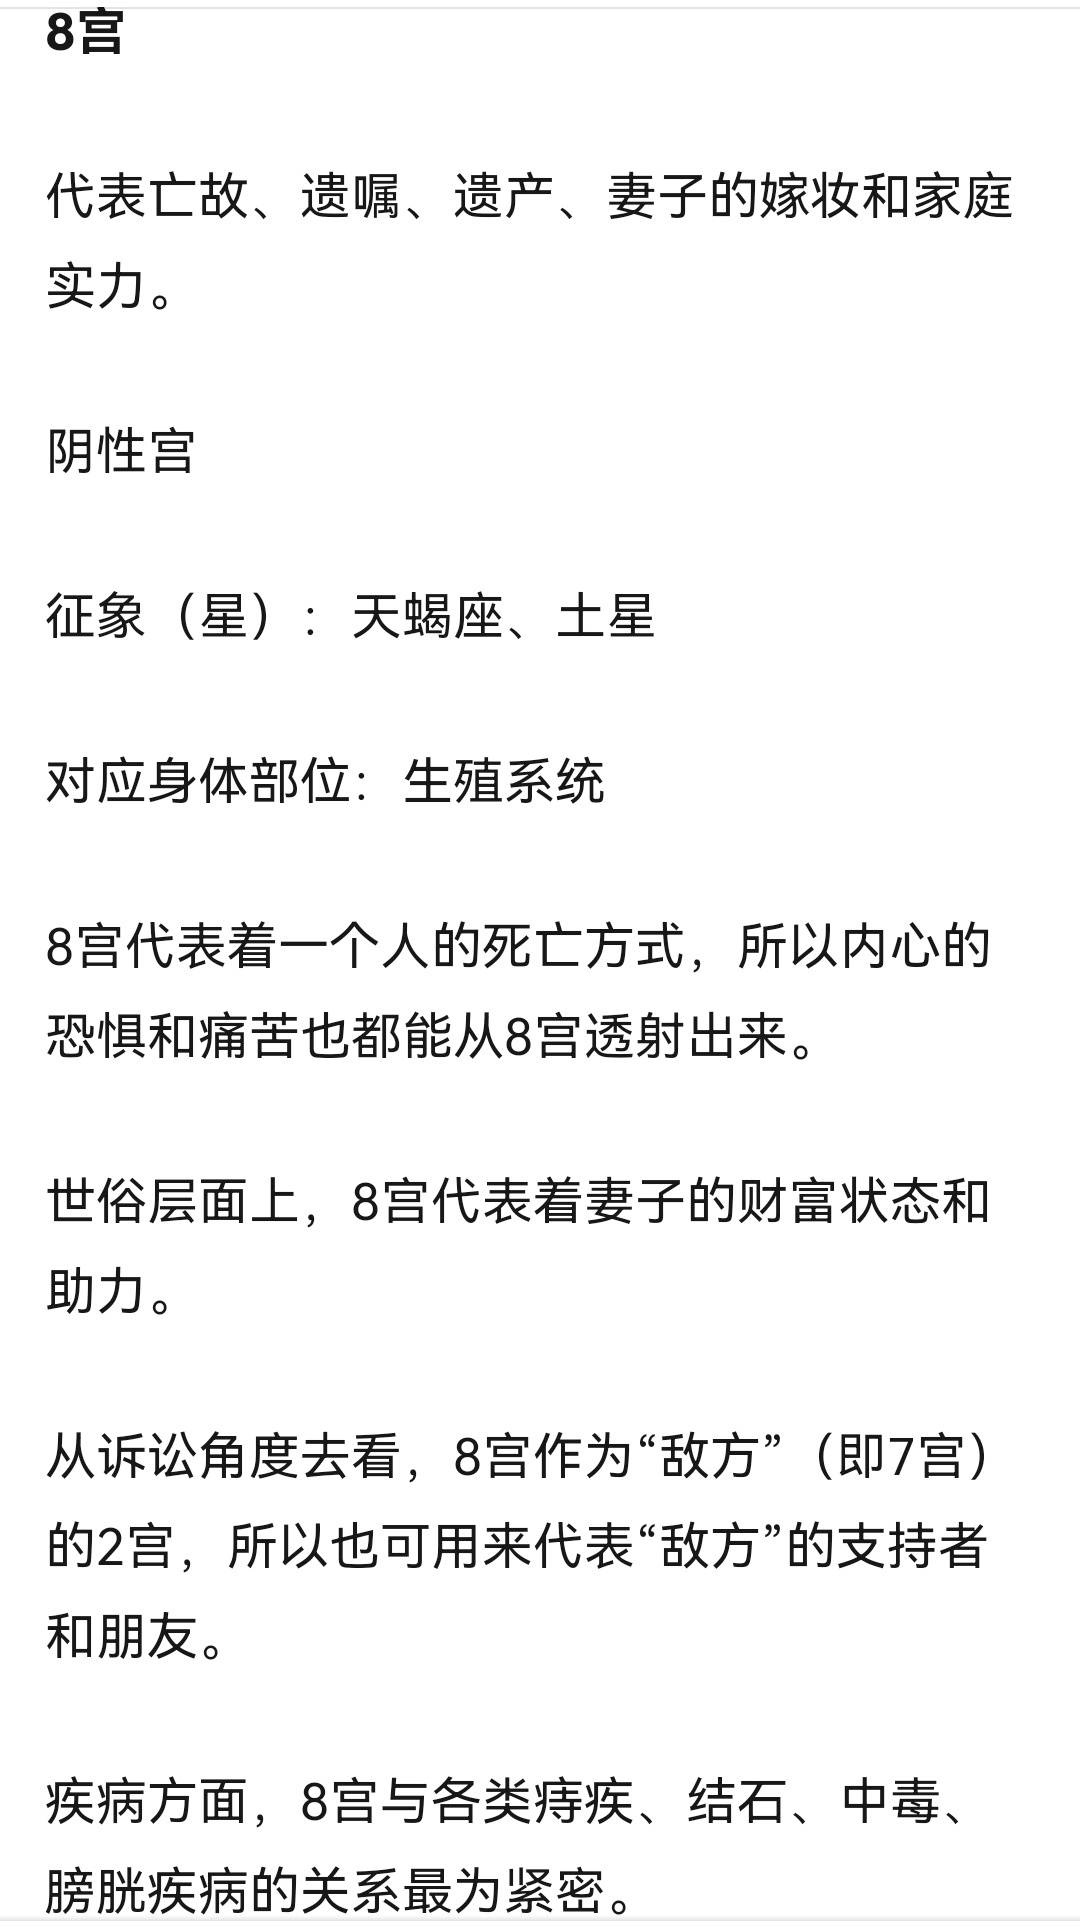 8宫
代表亡故、遗嘱、遗产、妻子的嫁妆和家庭
实力。
阴性宫
征象（星）：天蝎座、土星
对应身体部位：生殖系统
8宫代表着一个人的死亡方式，所以内心的
恐惧和痛苦也都能从8宫透射出来。
世俗层面上，8宫代表着妻子的财富状态和
助力。
从诉讼角度去看，8宫作为“敌方”（即7宫）
的2宫，所以也可用来代表“敌方”的支持者
和朋友。
疾病方面，8宫与各类痔疾、结石、中毒、
膀胱疾病的关系最为紧密。